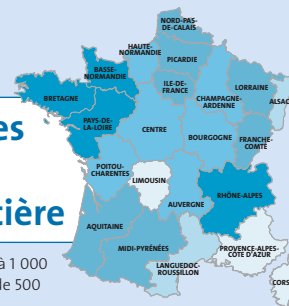 NORD-PAS-
DE-CALAIS
HAUTE-
NORMANDIE
PICARDIE
BASSE-
NORMANDIE
ILE-DE-
FRANCE
LORRAINE
CHAMPAGNE-
ARDENNE
ALSAC
BRETAGNE
PAYS-DE-
LA-LOIRE
CENTRE
BOURGOGNE
FRANCHE-
COMTÉ
POITOU-
CHARENTES
LIMOUSIN
AUVERGNE
RHÔNE-ALPES
AQUITAINE
MIDI-PYRÉNÉES
LANGUEDOC-
ROUSSILLON
PROVENCE-ALPES-
CÔTE D'AZUR
CORS
es
tière
à 1 000
de 500